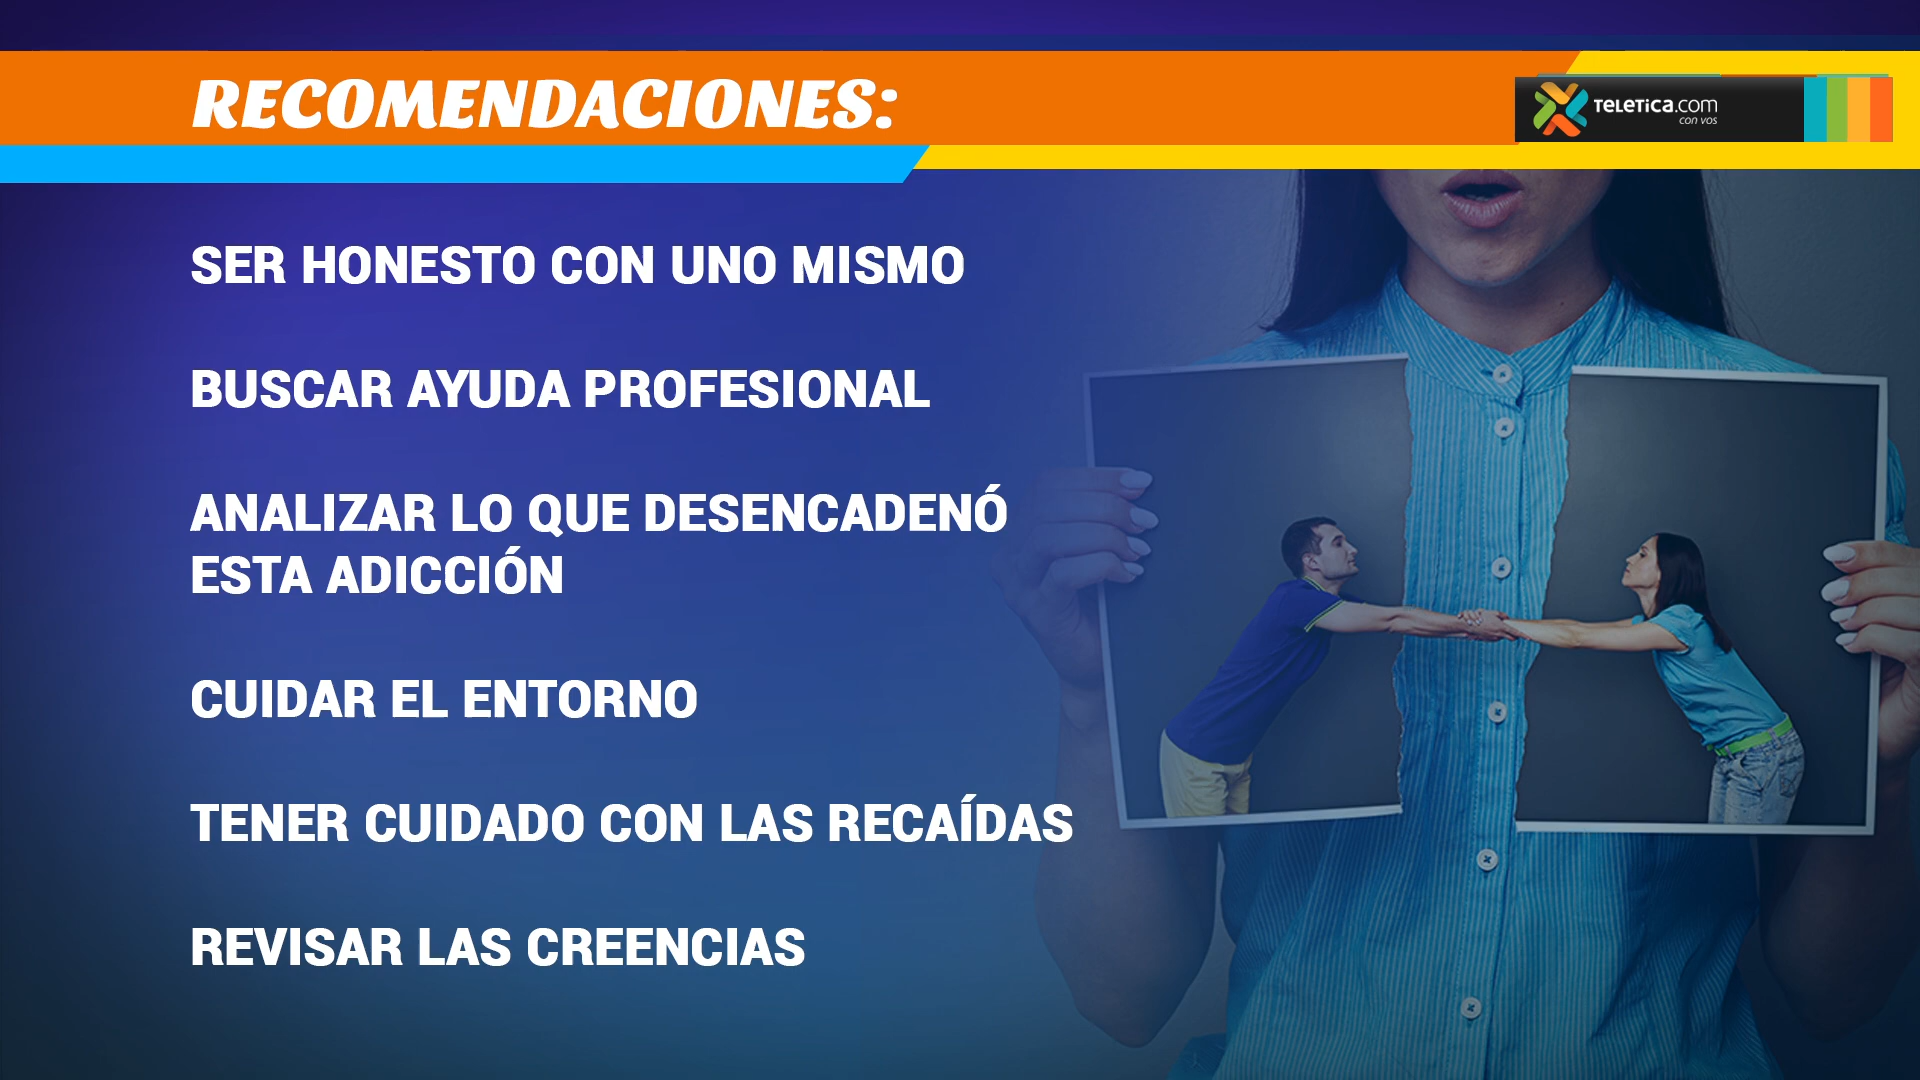 RECOMENDACIONES:
TELETICA.COM
con vos
SER HONESTO CON UNO MISMO
BUSCAR AYUDA PROFESIONAL
ANALIZAR LO QUE DESENCADENÓ
ESTA ADICCIÓN
CUIDAR EL ENTORNO
TENER CUIDADO CON LAS RECAÍDAS
REVISAR LAS CREENCIAS